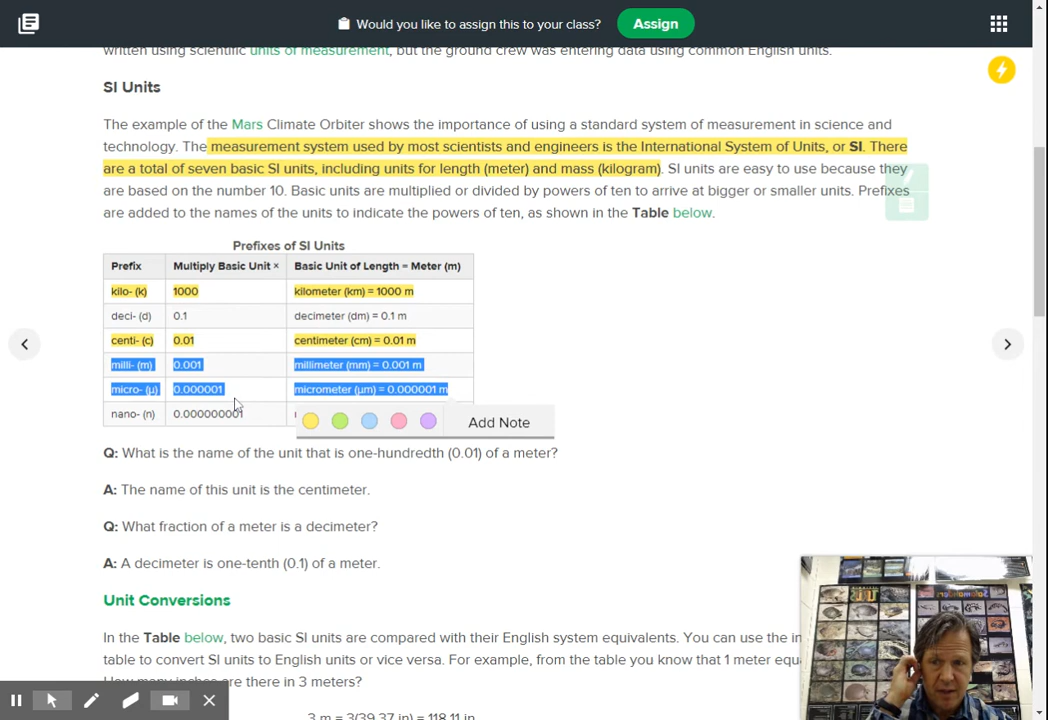 Would you like to assign this to your class? Assign
written using scientific units of measurement, but the ground crew was entering data using common English units.
SI Units
The example of the Mars Climate Orbiter shows the importance of using a standard system of measurement in science and
technology. The measurement system used by most scientists and engineers is the International System of Units, or SI. There
are a total of seven basic SI units, including units for length (meter) and mass (kilogram). SI units are easy to use because they
are based on the number 10. Basic units are multiplied or divided by powers of ten to arrive at bigger or smaller units. Prefixes
are added to the names of the units to indicate the powers of ten, as shown in the Table below.
Prefixes of SI Units
Prefix Multiply Basic Unit × Basic Unit of Length = Meter (m)
kilo- (k) 1000 kilometer (km) = 1000 m
deci- (d) 0.1 decimeter (dm) = 0.1 m
centi- (c) 0.01 centimeter (cm) = 0.01 m
milli- (m) 0.001 millimeter (mm) = 0.001 m
micro- (µ) 0.000001 micrometer (µm) = 0.000001 m
nano- (n) 0.000000001
Add Note
Q: What is the name of the unit that is one-hundredth (0.01) of a meter?
A: The name of this unit is the centimeter.
Q: What fraction of a meter is a decimeter?
A: A decimeter is one-tenth (0.1) of a meter.
Unit Conversions
In the Table below, two basic SI units are compared with their English system equivalents. You can use the in
table to convert SI units to English units or vice versa. For example, from the table you know that 1 meter equa
How many inches are there in 3 meters?
3 m = 3(39.37 in) = 118.11 in